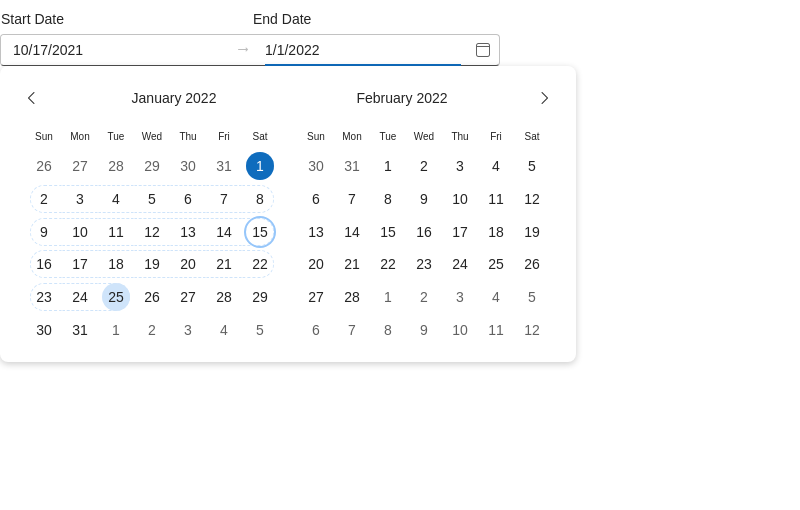 Start Date End Date
10/17/2021 → 1/1/2022
January 2022 February 2022
Sun Mon Tue Wed Thu Fri Sat Sun Mon Tue Wed Thu Fri Sat
26 27 28 29 30 31 1 30 31 1 2 3 4 5
2 3 4 5 6 7 8 6 7 8 9 10 11 12
9 10 11 12 13 14 15 13 14 15 16 17 18 19
16 17 18 19 20 21 22 20 21 22 23 24 25 26
23 24 25 26 27 28 29 27 28 1 2 3 4 5
30 31 1 2 3 4 5 6 7 8 9 10 11 12